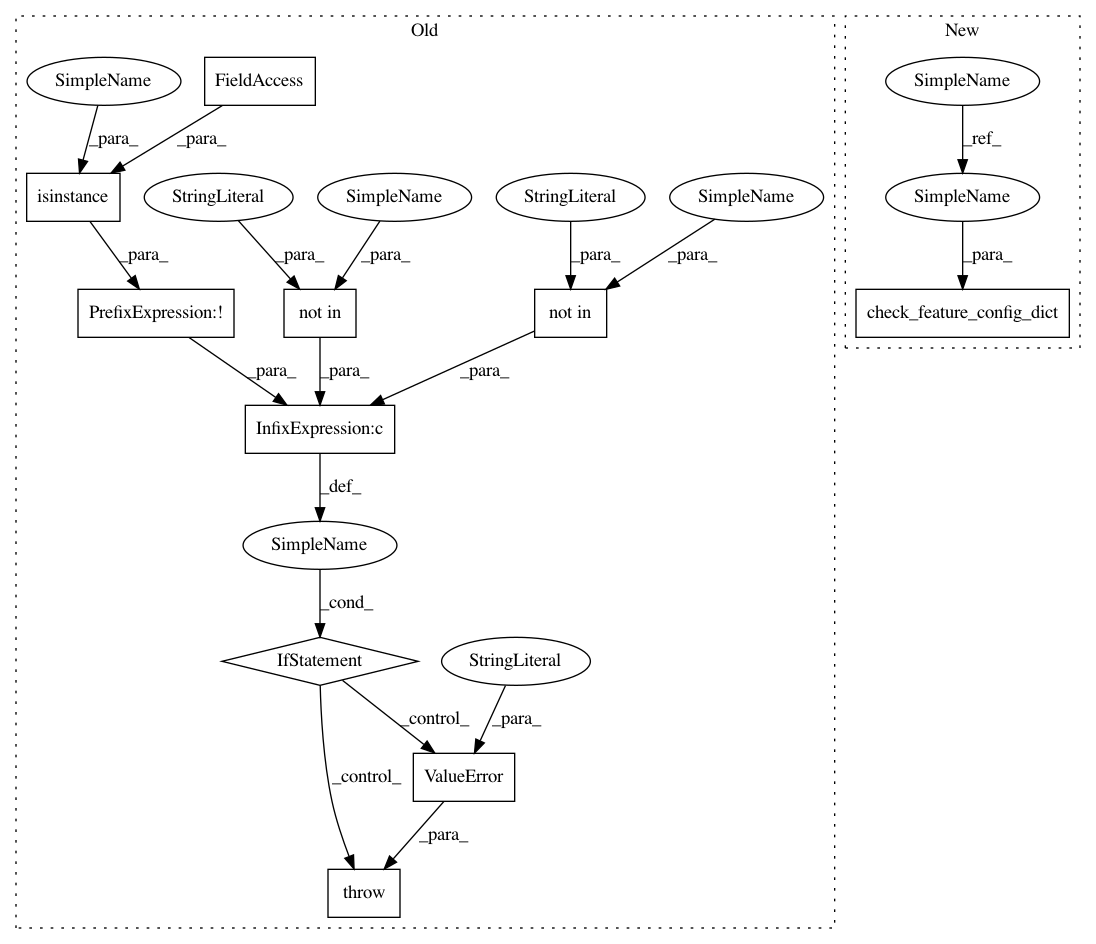 Old
New
SimpleName
FieldAccess
SimpleName
_para_
_para_
_ref_
isinstance
StringLiteral
SimpleName
StringLiteral
SimpleName
SimpleName
_para_
_para_
_para_
_para_
_para_
_para_
PrefixExpression:!
not in
not in
check_feature_config_dict
_para_
_para_
_para_
InfixExpression:c
_def_
SimpleName
_cond_
IfStatement
StringLiteral
_control_
_para_
_control_
ValueError
_para_
throw